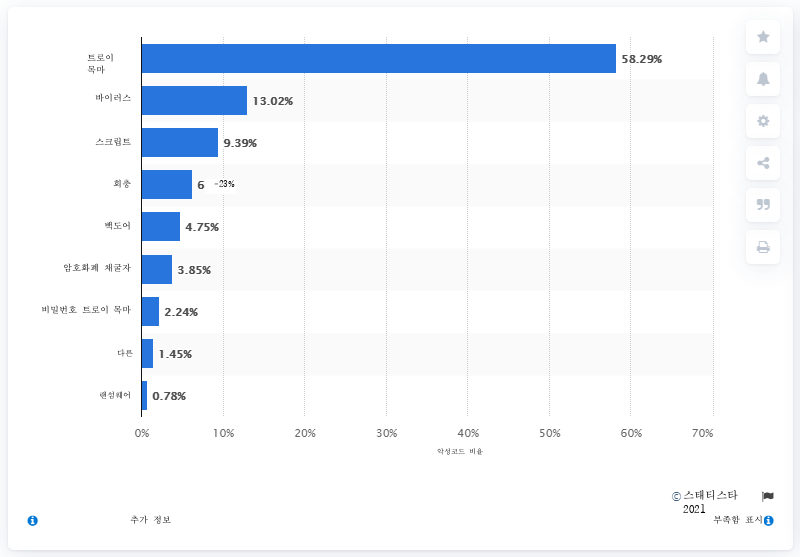 트로이
목마
58.29%
바이러스
13.02%
스크립트
9.39%
회충
6 -23%
백도어
4.75%
암호화폐 채굴자
3.85%
비밀번호 트로이 목마
2.24%
다른
1.45%
랜섬웨어
0.78%
0% 10% 20% 30% 40% 50% 60% 70%
악성코드 비율
© 스태티스타
2021
추가 정보
부족함 표시